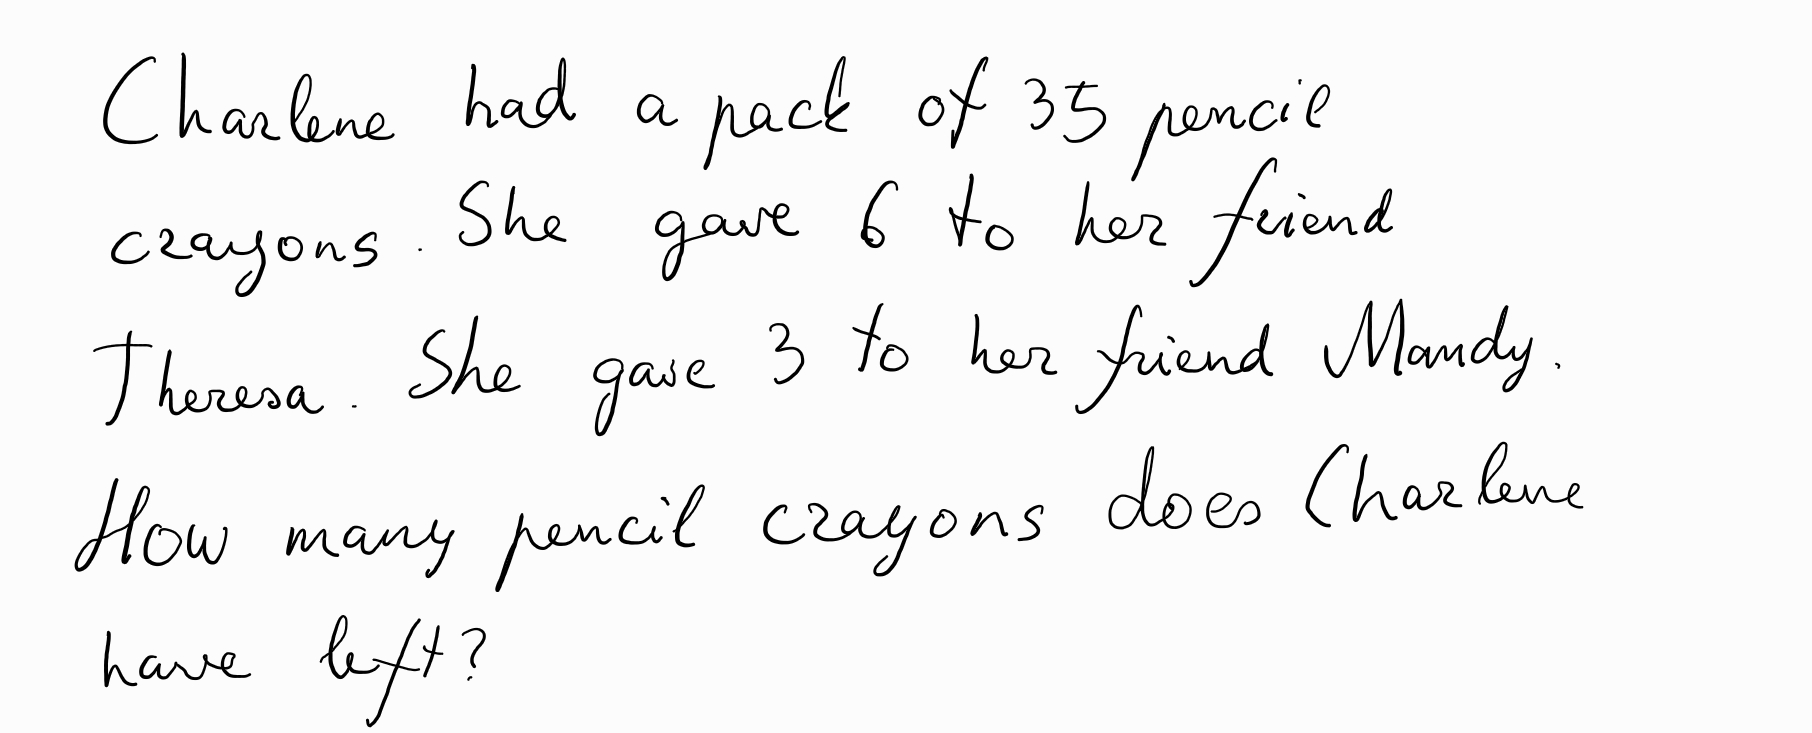 Charlene had a pack of 35 pencil
crayons. She gave 6 to her friend
Theresa. She gave 3 to her friend Mandy.
How many pencil crayons does Charlene
have left?